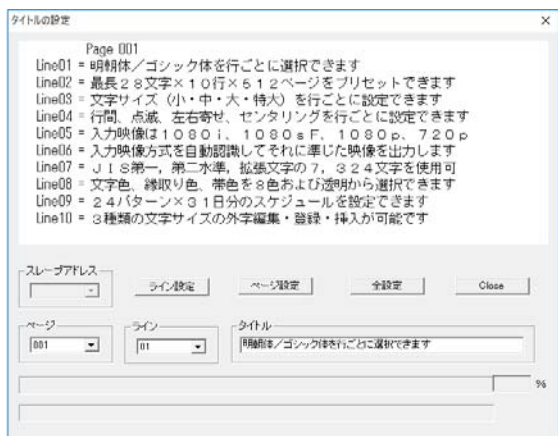 タイトルの設定
Page 001
Line01 = 明朝体／ゴシック体を行ごとに選択できます
Line02 = 最長２８文字×１０行×５１２ページをプリセットできます
Line03 = 文字サイズ（小・中・大・特大）を行ごとに設定できます
Line04 = 行間、点滅、左右寄せ、センタリングを行ごとに設定できます
Line05 = 入力映像は１０８０ｉ、１０８０ｓＦ、１０８０ｐ、７２０ｐ
Line06 = 入力映像方式を自動認識してそれに準じた映像を出力します
Line07 = ＪＩＳ第一，第二水準，拡張文字の７，３２４文字を使用可
Line08 = 文字色、縁取り色、帯色を８色および透明から選択できます
Line09 = ２４パターン×３１日分のスケジュールを設定できます
Line10 = ３種類の文字サイズの外字編集・登録・挿入が可能です
スレーブアドレス
ライン設定 ページ設定 全設定 Close
ページ ライン タイトル
001 01 明朝体／ゴシック体を行ごとに選択できます
%